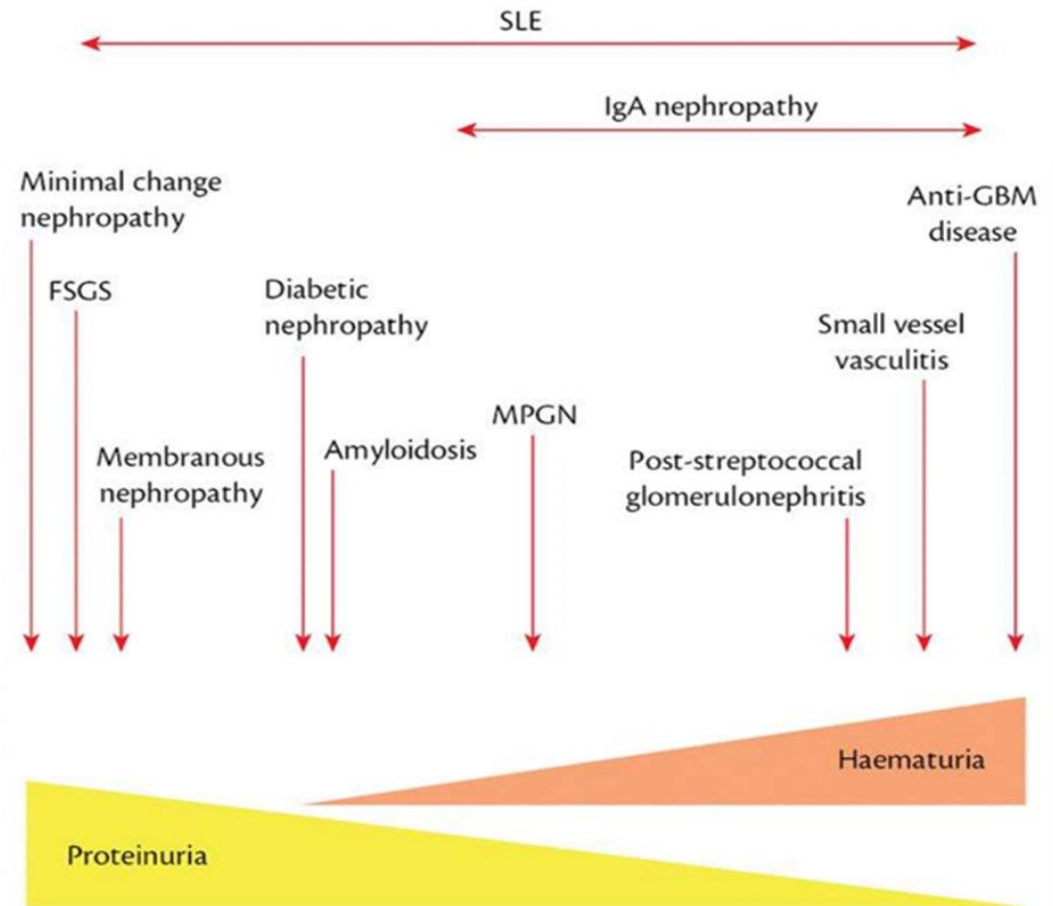 SLE
IgA nephropathy
Minimal change
nephropathy
Anti-GBM
disease
FSGS
Diabetic
nephropathy
Small vessel
vasculitis
MPGN
Membranous
nephropathy
Amyloidosis
Post-streptococcal
glomerulonephritis
Haematuria
Proteinuria